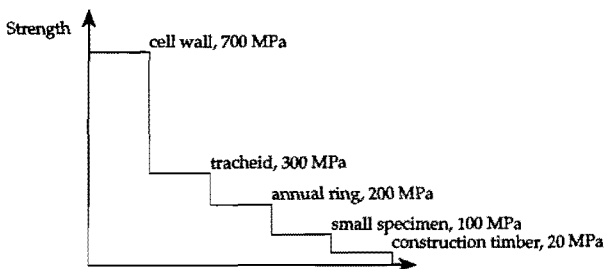 Strength
cell wall, 700 MPa
tracheid, 300 MPa
annual ring, 200 MPa
small specimen, 100 MPa
construction timber, 20 MPa